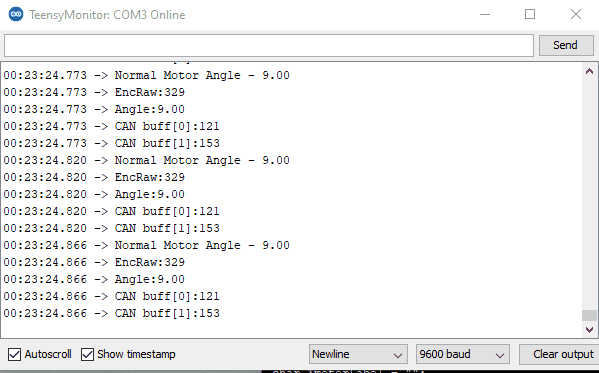 TeensyMonitor: COM3 Online
Send
00:23:24.773 -> Normal Motor Angle - 9.00
00:23:24.773 -> EncRaw:329
00:23:24.773 -> Angle:9.00
00:23:24.773 -> CAN buff[0]:121
00:23:24.773 -> CAN buff[1]:153
00:23:24.820 -> Normal Motor Angle - 9.00
00:23:24.820 -> EncRaw:329
00:23:24.820 -> Angle:9.00
00:23:24.820 -> CAN buff[0]:121
00:23:24.820 -> CAN buff[1]:153
00:23:24.866 -> Normal Motor Angle - 9.00
00:23:24.866 -> EncRaw:329
00:23:24.866 -> Angle:9.00
00:23:24.866 -> CAN buff[0]:121
00:23:24.866 -> CAN buff[1]:153
Autoscroll Show timestamp Newline 9600 baud Clear output